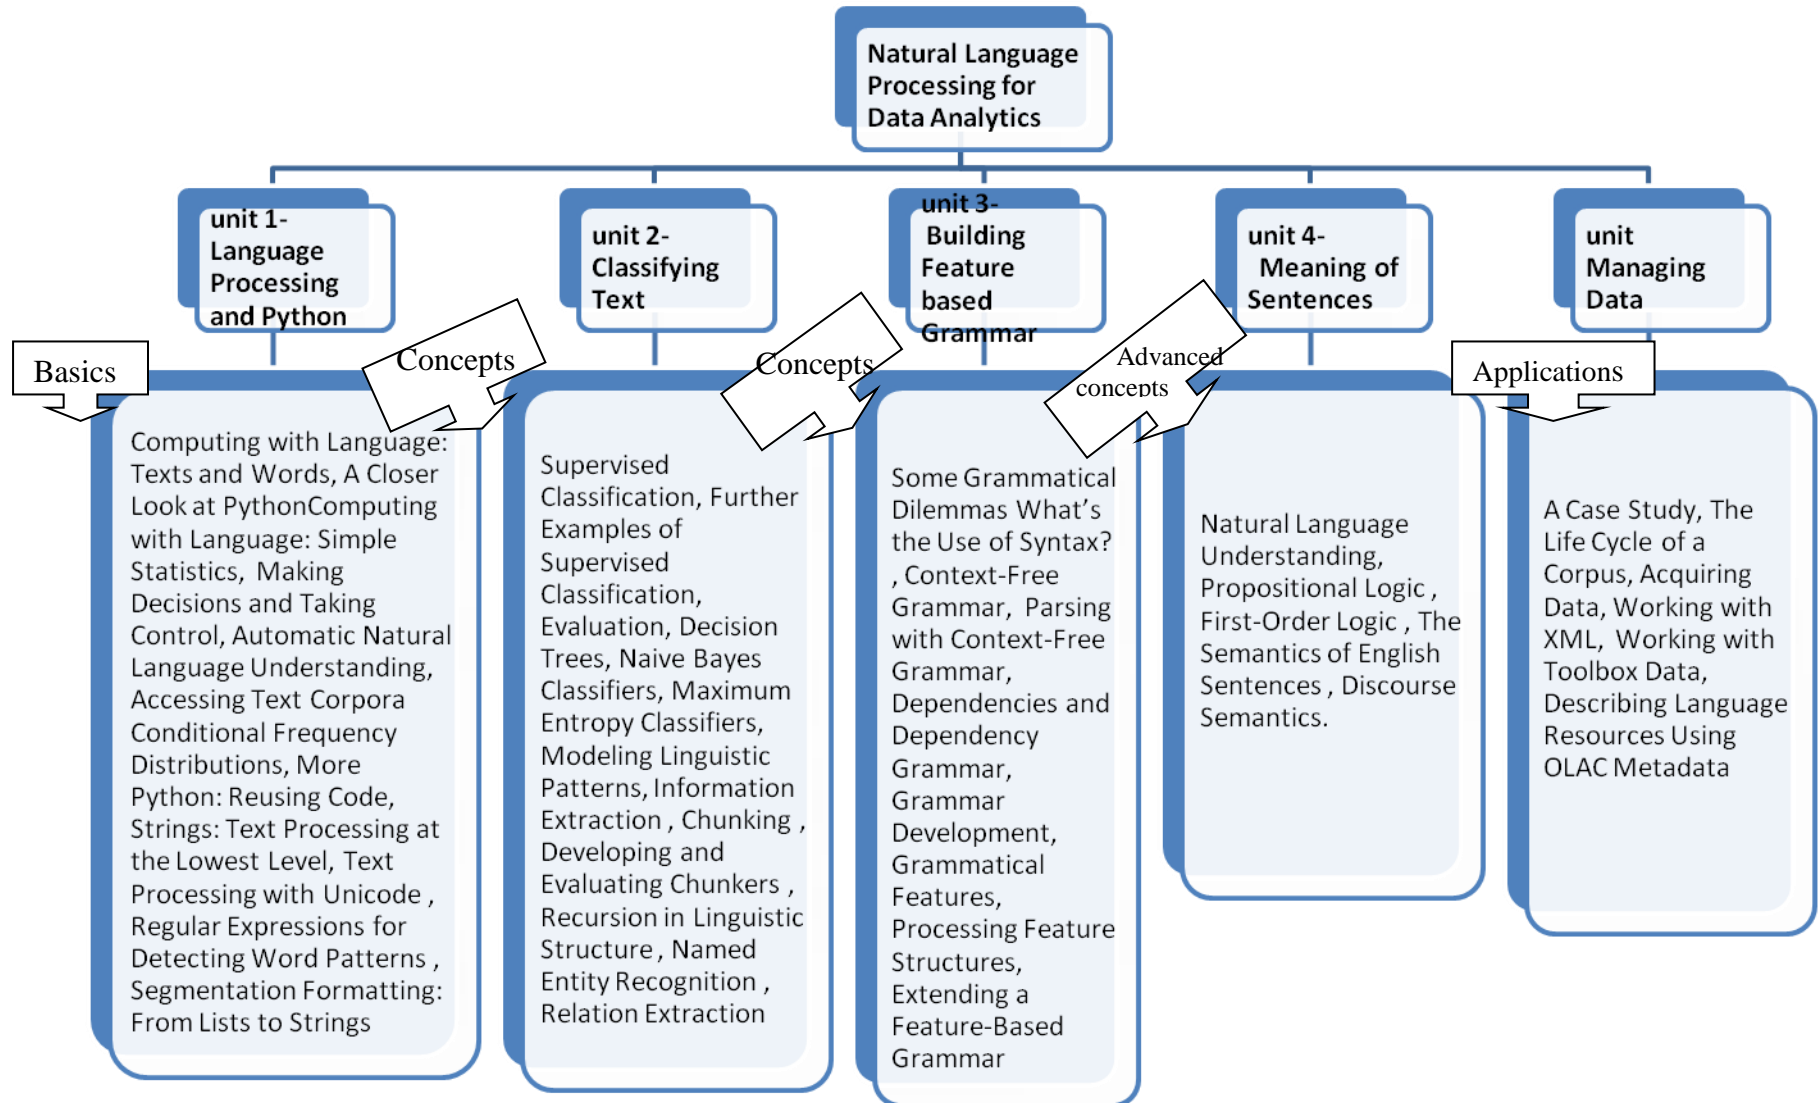 Natural Language
Processing for
Data Analytics
unit 1-
Language
Processing
and Python
unit 2-
Classifying
Text
unit 3-
Building
Feature
based
Grammar
unit 4-
Meaning of
Sentences
unit
Managing
Data
Basics
Concepts
Concepts
Advanced
concepts
Applications
Computing with Language:
Texts and Words, A Closer
Look at PythonComputing
with Language: Simple
Statistics, Making
Decisions and Taking
Control, Automatic Natural
Language Understanding,
Accessing Text Corpora
Conditional Frequency
Distributions, More
Python: Reusing Code,
Strings: Text Processing at
the Lowest Level, Text
Processing with Unicode ,
Regular Expressions for
Detecting Word Patterns ,
Segmentation Formatting:
From Lists to Strings
Supervised
Classification, Further
Examples of
Supervised
Classification,
Evaluation, Decision
Trees, Naive Bayes
Classifiers, Maximum
Entropy Classifiers,
Modeling Linguistic
Patterns, Information
Extraction , Chunking ,
Developing and
Evaluating Chunkers ,
Recursion in Linguistic
Structure , Named
Entity Recognition ,
Relation Extraction
Some Grammatical
Dilemmas What’s
the Use of Syntax?
, Context-Free
Grammar, Parsing
with Context-Free
Grammar,
Dependencies and
Dependency
Grammar,
Grammar
Development,
Grammatical
Features,
Processing Feature
Structures,
Extending a
Feature-Based
Grammar
Natural Language
Understanding,
Propositional Logic ,
First-Order Logic , The
Semantics of English
Sentences , Discourse
Semantics.
A Case Study, The
Life Cycle of a
Corpus, Acquiring
Data, Working with
XML, Working with
Toolbox Data,
Describing Language
Resources Using
OLAC Metadata